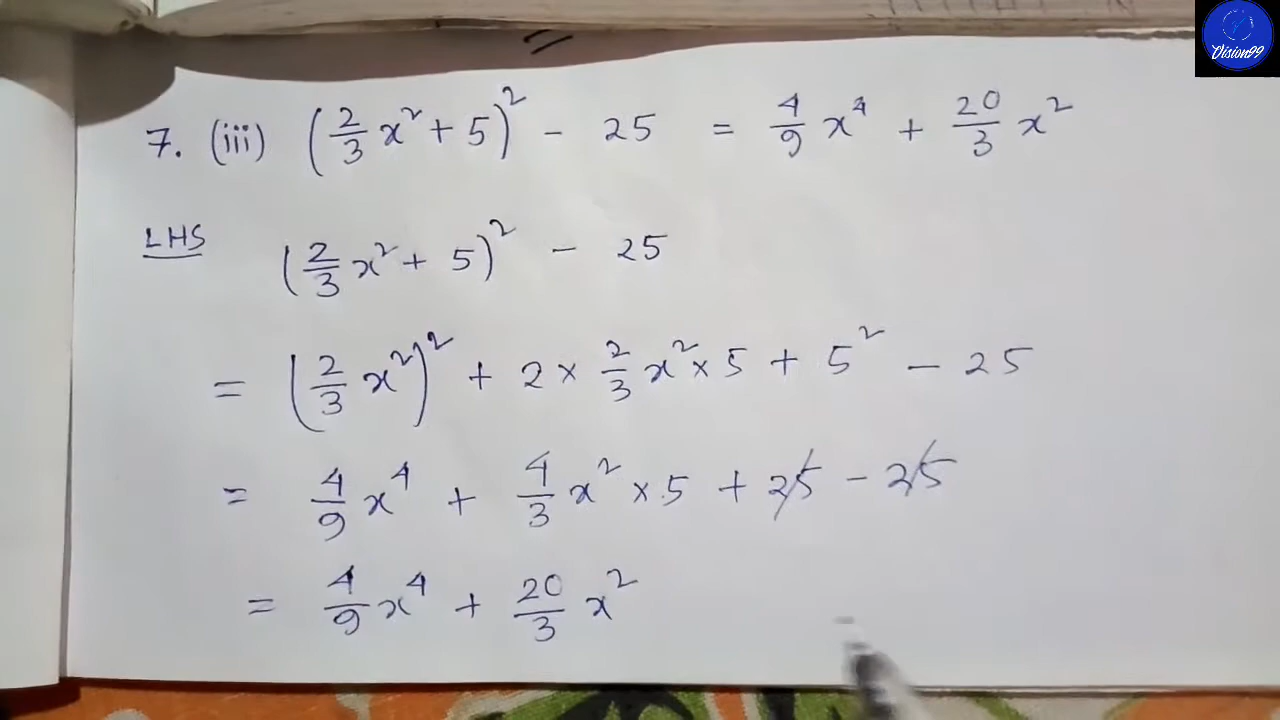 Vision99
7. (iii) (2/3 x² + 5)² - 25 = 4/9 x⁴ + 20/3 x²
LHS (2/3 x² + 5)² - 25
= (2/3 x²)² + 2 × 2/3 x² × 5 + 5² - 25
= 4/9 x⁴ + 4/3 x² × 5 + 25 - 25
= 4/9 x⁴ + 20/3 x²